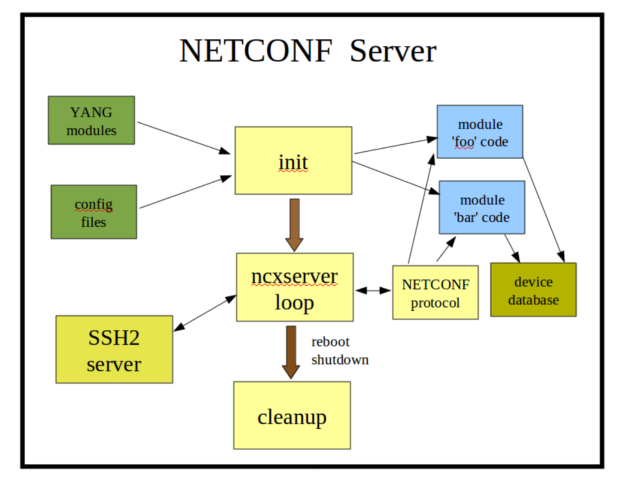 NETCONF Server
YANG
modules
config
files
init
module
'foo' code
module
'bar' code
ncxserver
loop
NETCONF
protocol
device
database
SSH2
server
reboot
shutdown
cleanup